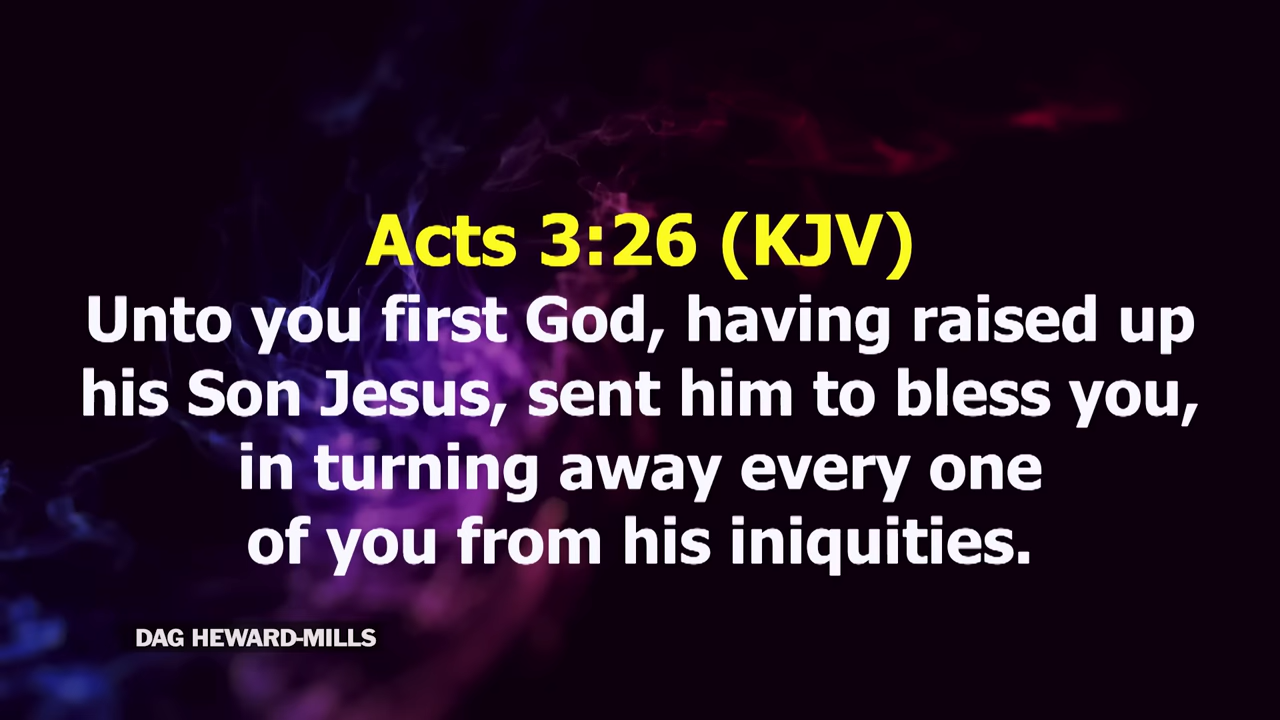 Acts 3:26 (KJV)
Unto you first God, having raised up
his Son Jesus, sent him to bless you,
in turning away every one
of you from his iniquities.
DAG HEWARD-MILLS